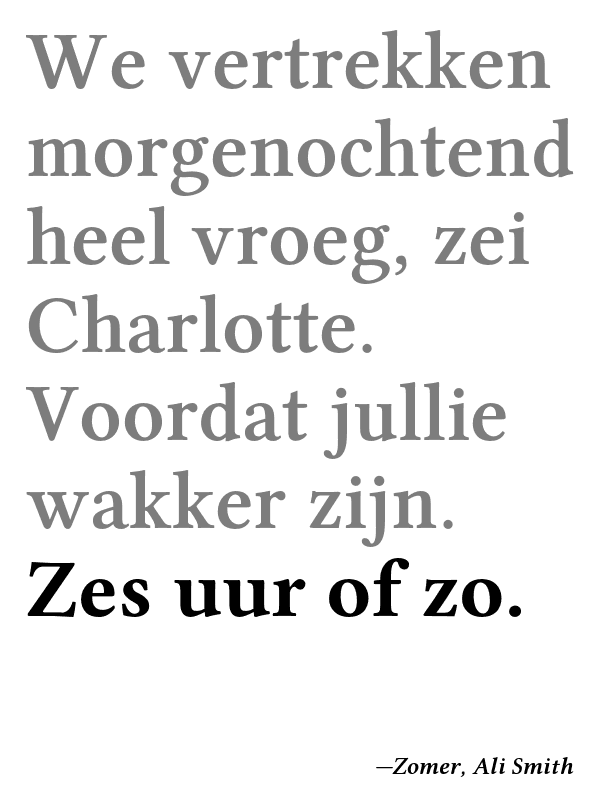 We vertrekken
morgenochtend
heel vroeg, zei
Charlotte.
Voordat jullie
wakker zijn.
Zes uur of zo.
—Zomer, Ali Smith